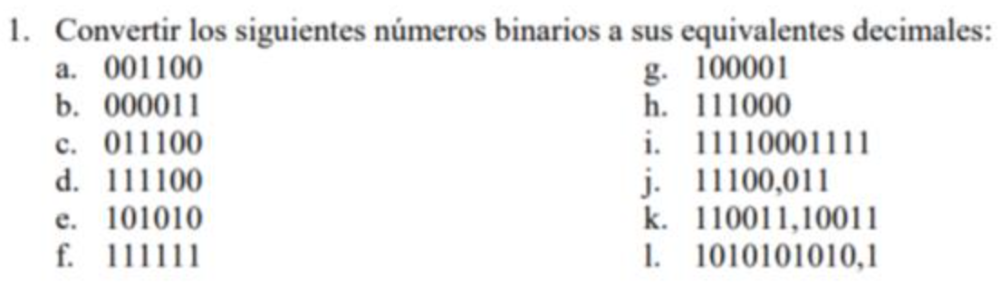 1. Convertir los siguientes números binarios a sus equivalentes decimales:
a. 001100
b. 000011
c. 011100
d. 111100
e. 101010
f. 111111
g. 100001
h. 111000
i. 11110001111
j. 11100,011
k. 110011,10011
l. 1010101010,1